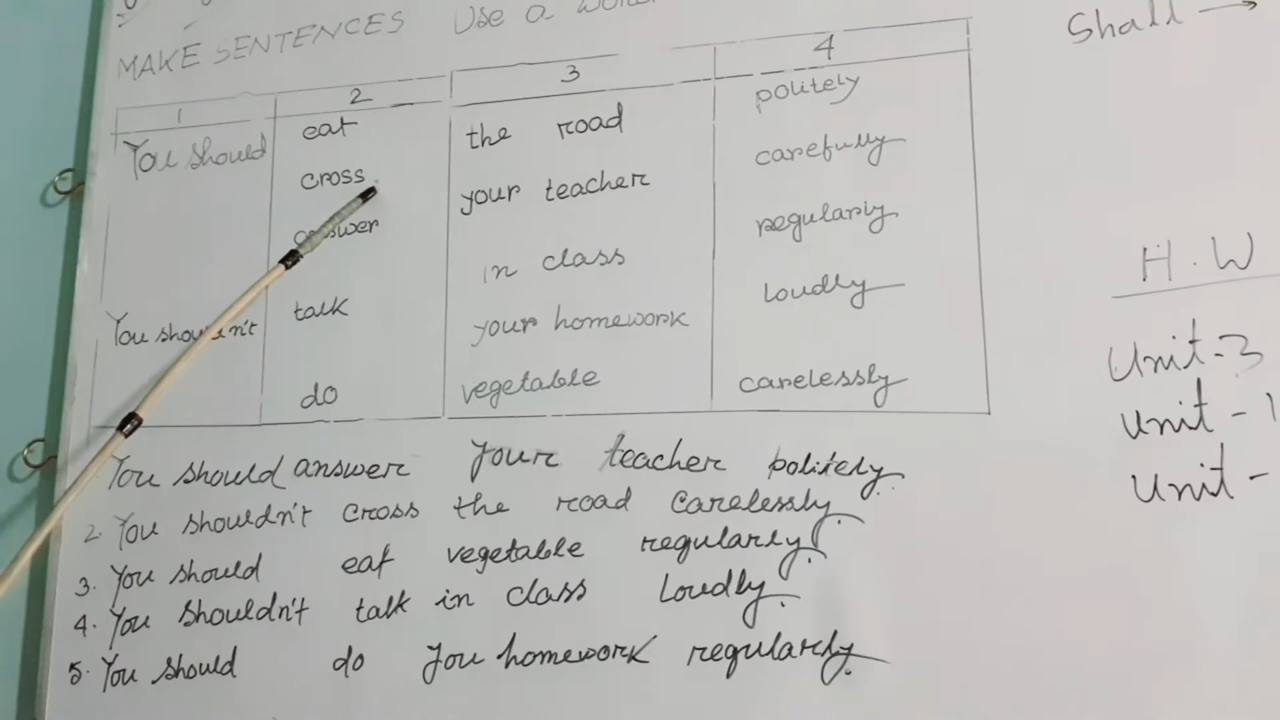 MAKE SENTENCES Use a
Shall →
1 2 3 4
You should eat the road politely
cross your teacher carefully
answer in class regularly
You shouldn't talk your homework loudly
do vegetable carelessly
H.W
Unit-3
Unit-1
Unit-
You should answer your teacher politely.
2. You shouldn't cross the road carelessly.
3. You should eat vegetable regularly.
4. You shouldn't talk in class loudly.
5. You should do you homework regularly.